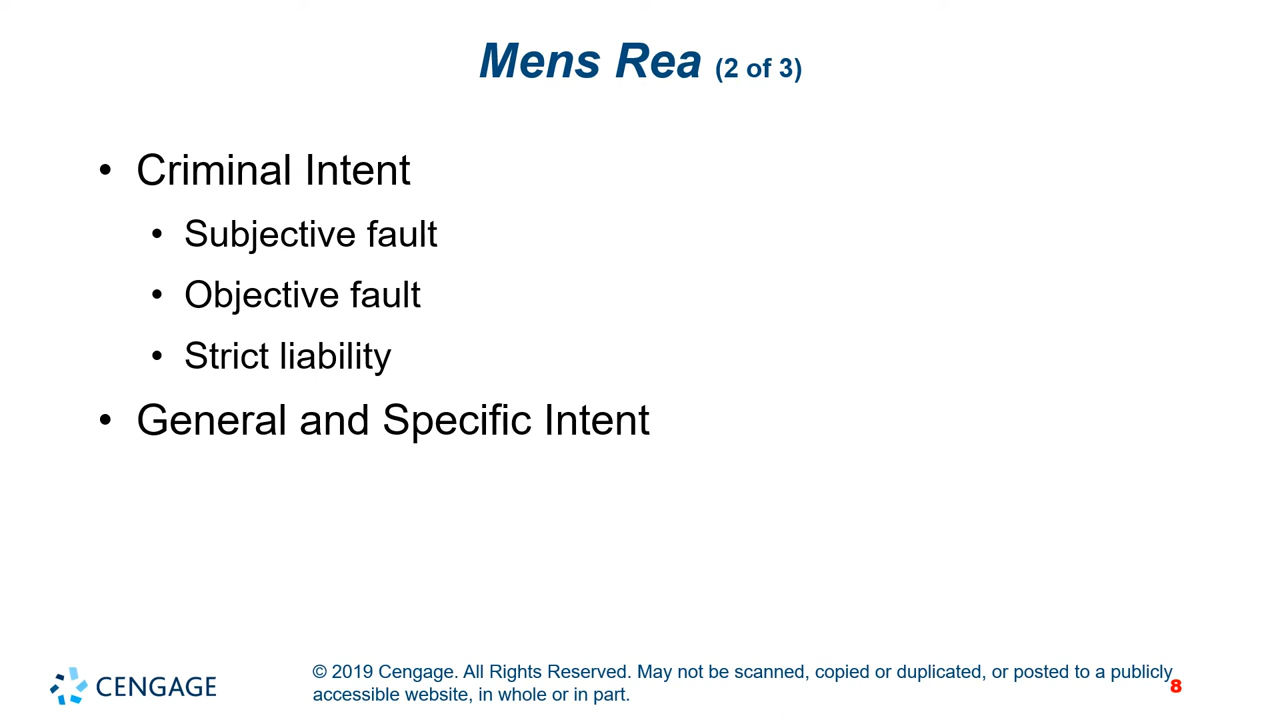 Mens Rea (2 of 3)
• Criminal Intent
• Subjective fault
• Objective fault
• Strict liability
• General and Specific Intent
CENGAGE
© 2019 Cengage. All Rights Reserved. May not be scanned, copied or duplicated, or posted to a publicly
accessible website, in whole or in part.
8